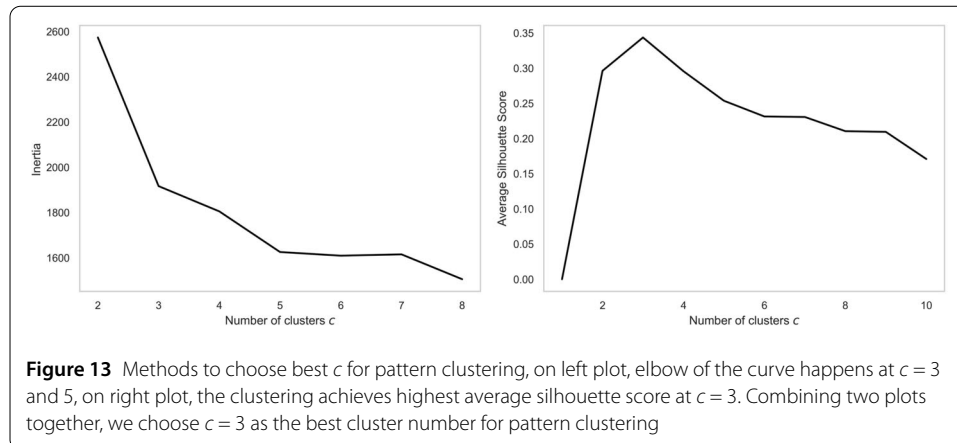 2600
2400
2200
2000
1800
1600
Inertia
2 3 4 5 6 7 8
Number of clusters c
0.35
0.30
0.25
0.20
0.15
0.10
0.05
0.00
Average Silhouette Score
2 4 6 8 10
Number of clusters c
Figure 13 Methods to choose best c for pattern clustering, on left plot, elbow of the curve happens at c = 3
and 5, on right plot, the clustering achieves highest average silhouette score at c = 3. Combining two plots
together, we choose c = 3 as the best cluster number for pattern clustering